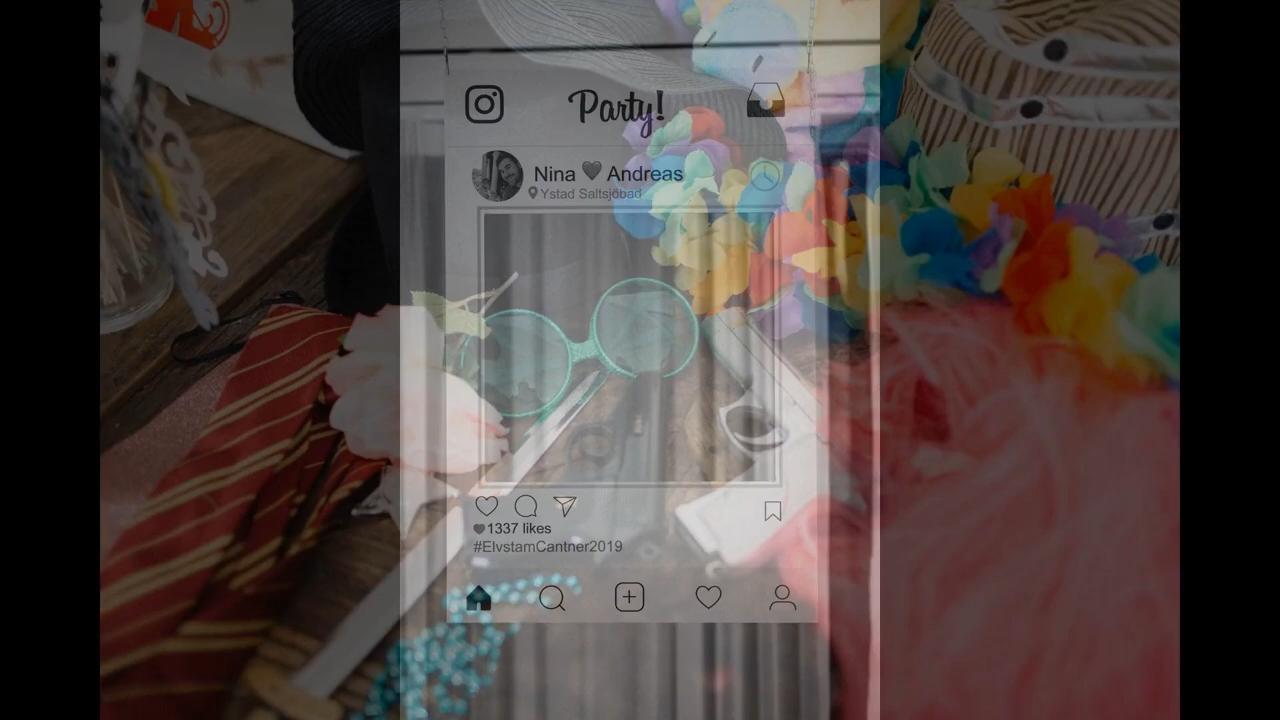 Party!
Nina 🖤 Andreas
Ystad Saltsjöbad
1337 likes
#ElvstamCantner2019